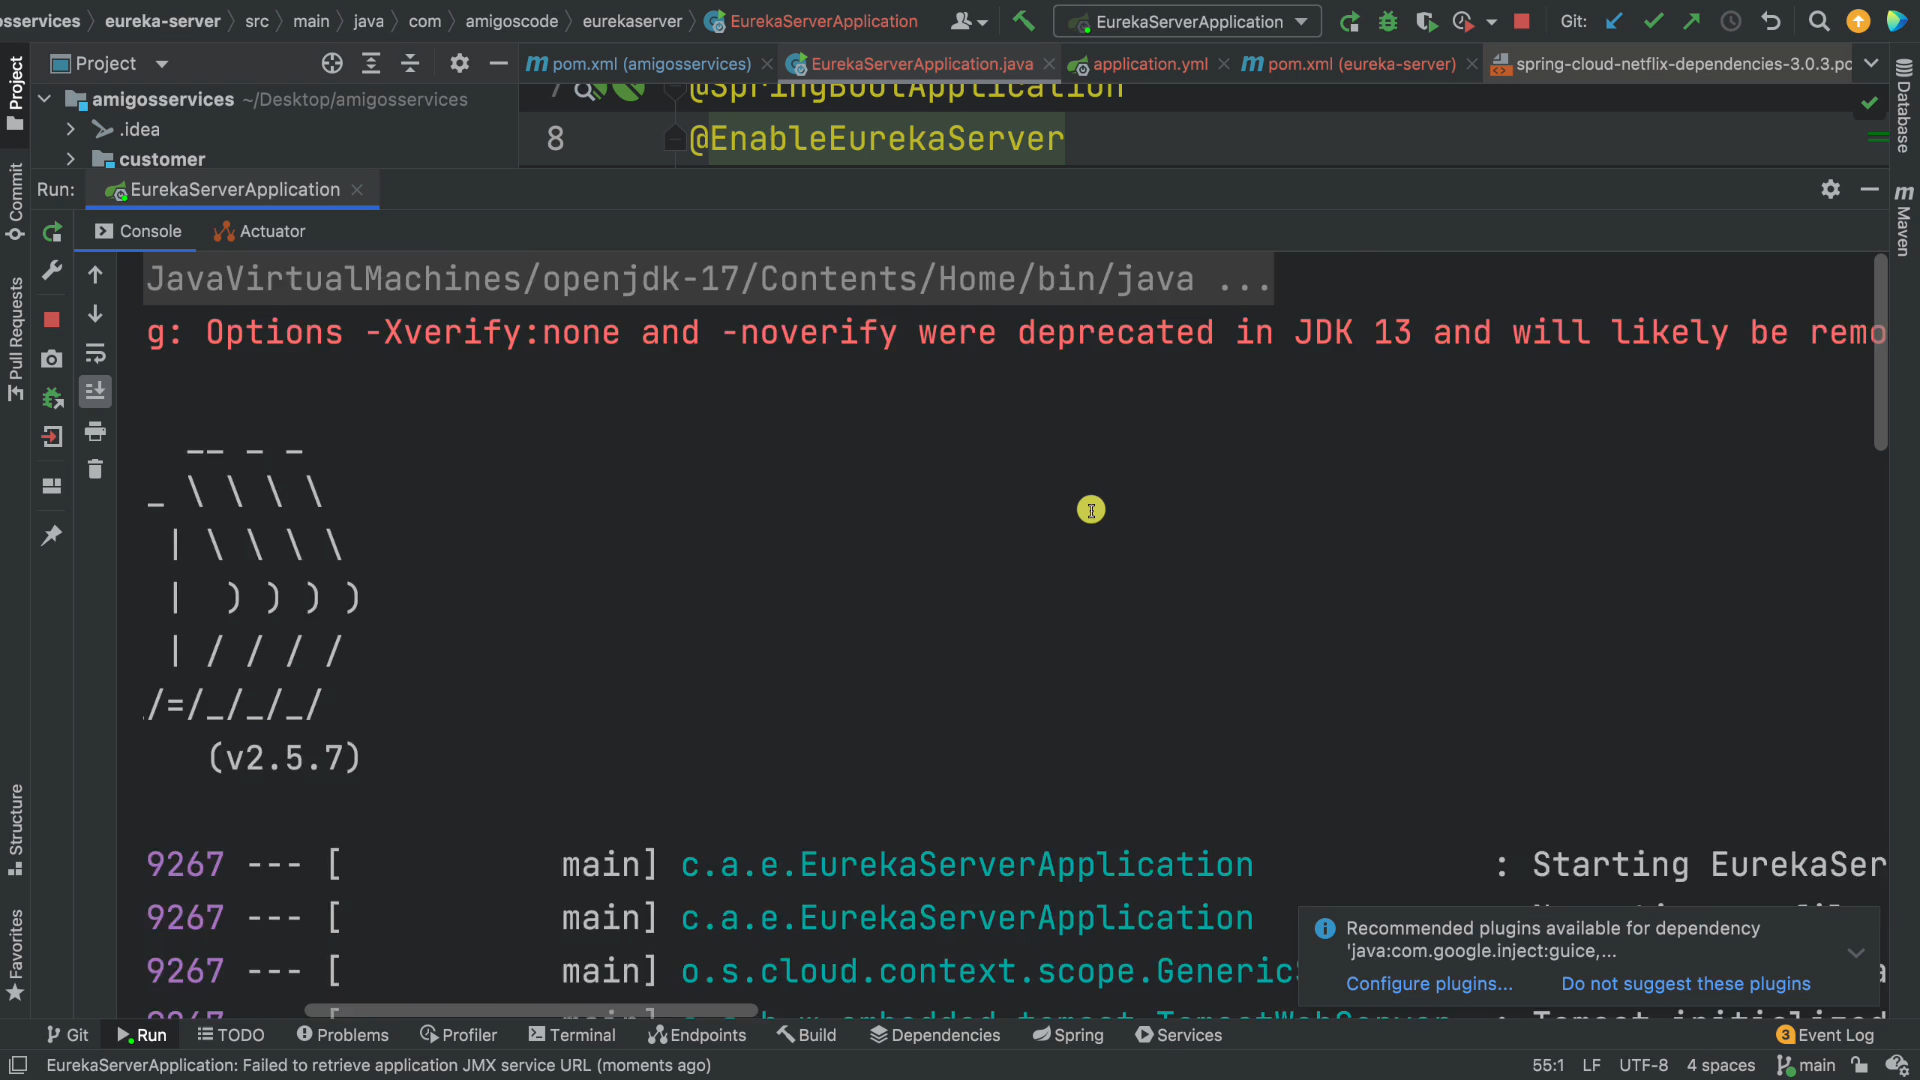 osservices
eureka-server
src
main
java
com
amigoscode
eurekaserver
EurekaServerApplication
EurekaServerApplication
Git:
Project
pom.xml (amigosservices)
EurekaServerApplication.java
application.yml
pom.xml (eureka-server)
spring-cloud-netflix-dependencies-3.0.3.pc
amigosservices ~/Desktop/amigosservices
.idea
customer
7 @SpringBootApplication
8 @EnableEurekaServer
Run: EurekaServerApplication
Console
Actuator
JavaVirtualMachines/openjdk-17/Contents/Home/bin/java ...
g: Options -Xverify:none and -noverify were deprecated in JDK 13 and will likely be remo
__ _ _
_ \ \ \ \
| \ \ \ \
| ) ) ) )
| / / / /
/=/_/_/_/
(v2.5.7)
9267 --- [ main] c.a.e.EurekaServerApplication : Starting EurekaSer
9267 --- [ main] c.a.e.EurekaServerApplication
9267 --- [ main] o.s.cloud.context.scope.Generic
Recommended plugins available for dependency
'java:com.google.inject:guice,...
Configure plugins...
Do not suggest these plugins
Project
Commit
Pull Requests
Structure
Favorites
Database
Maven
Git
Run
TODO
Problems
Profiler
Terminal
Endpoints
Build
Dependencies
Spring
Services
3 Event Log
EurekaServerApplication: Failed to retrieve application JMX service URL (moments ago)
55:1
LF
UTF-8
4 spaces
main